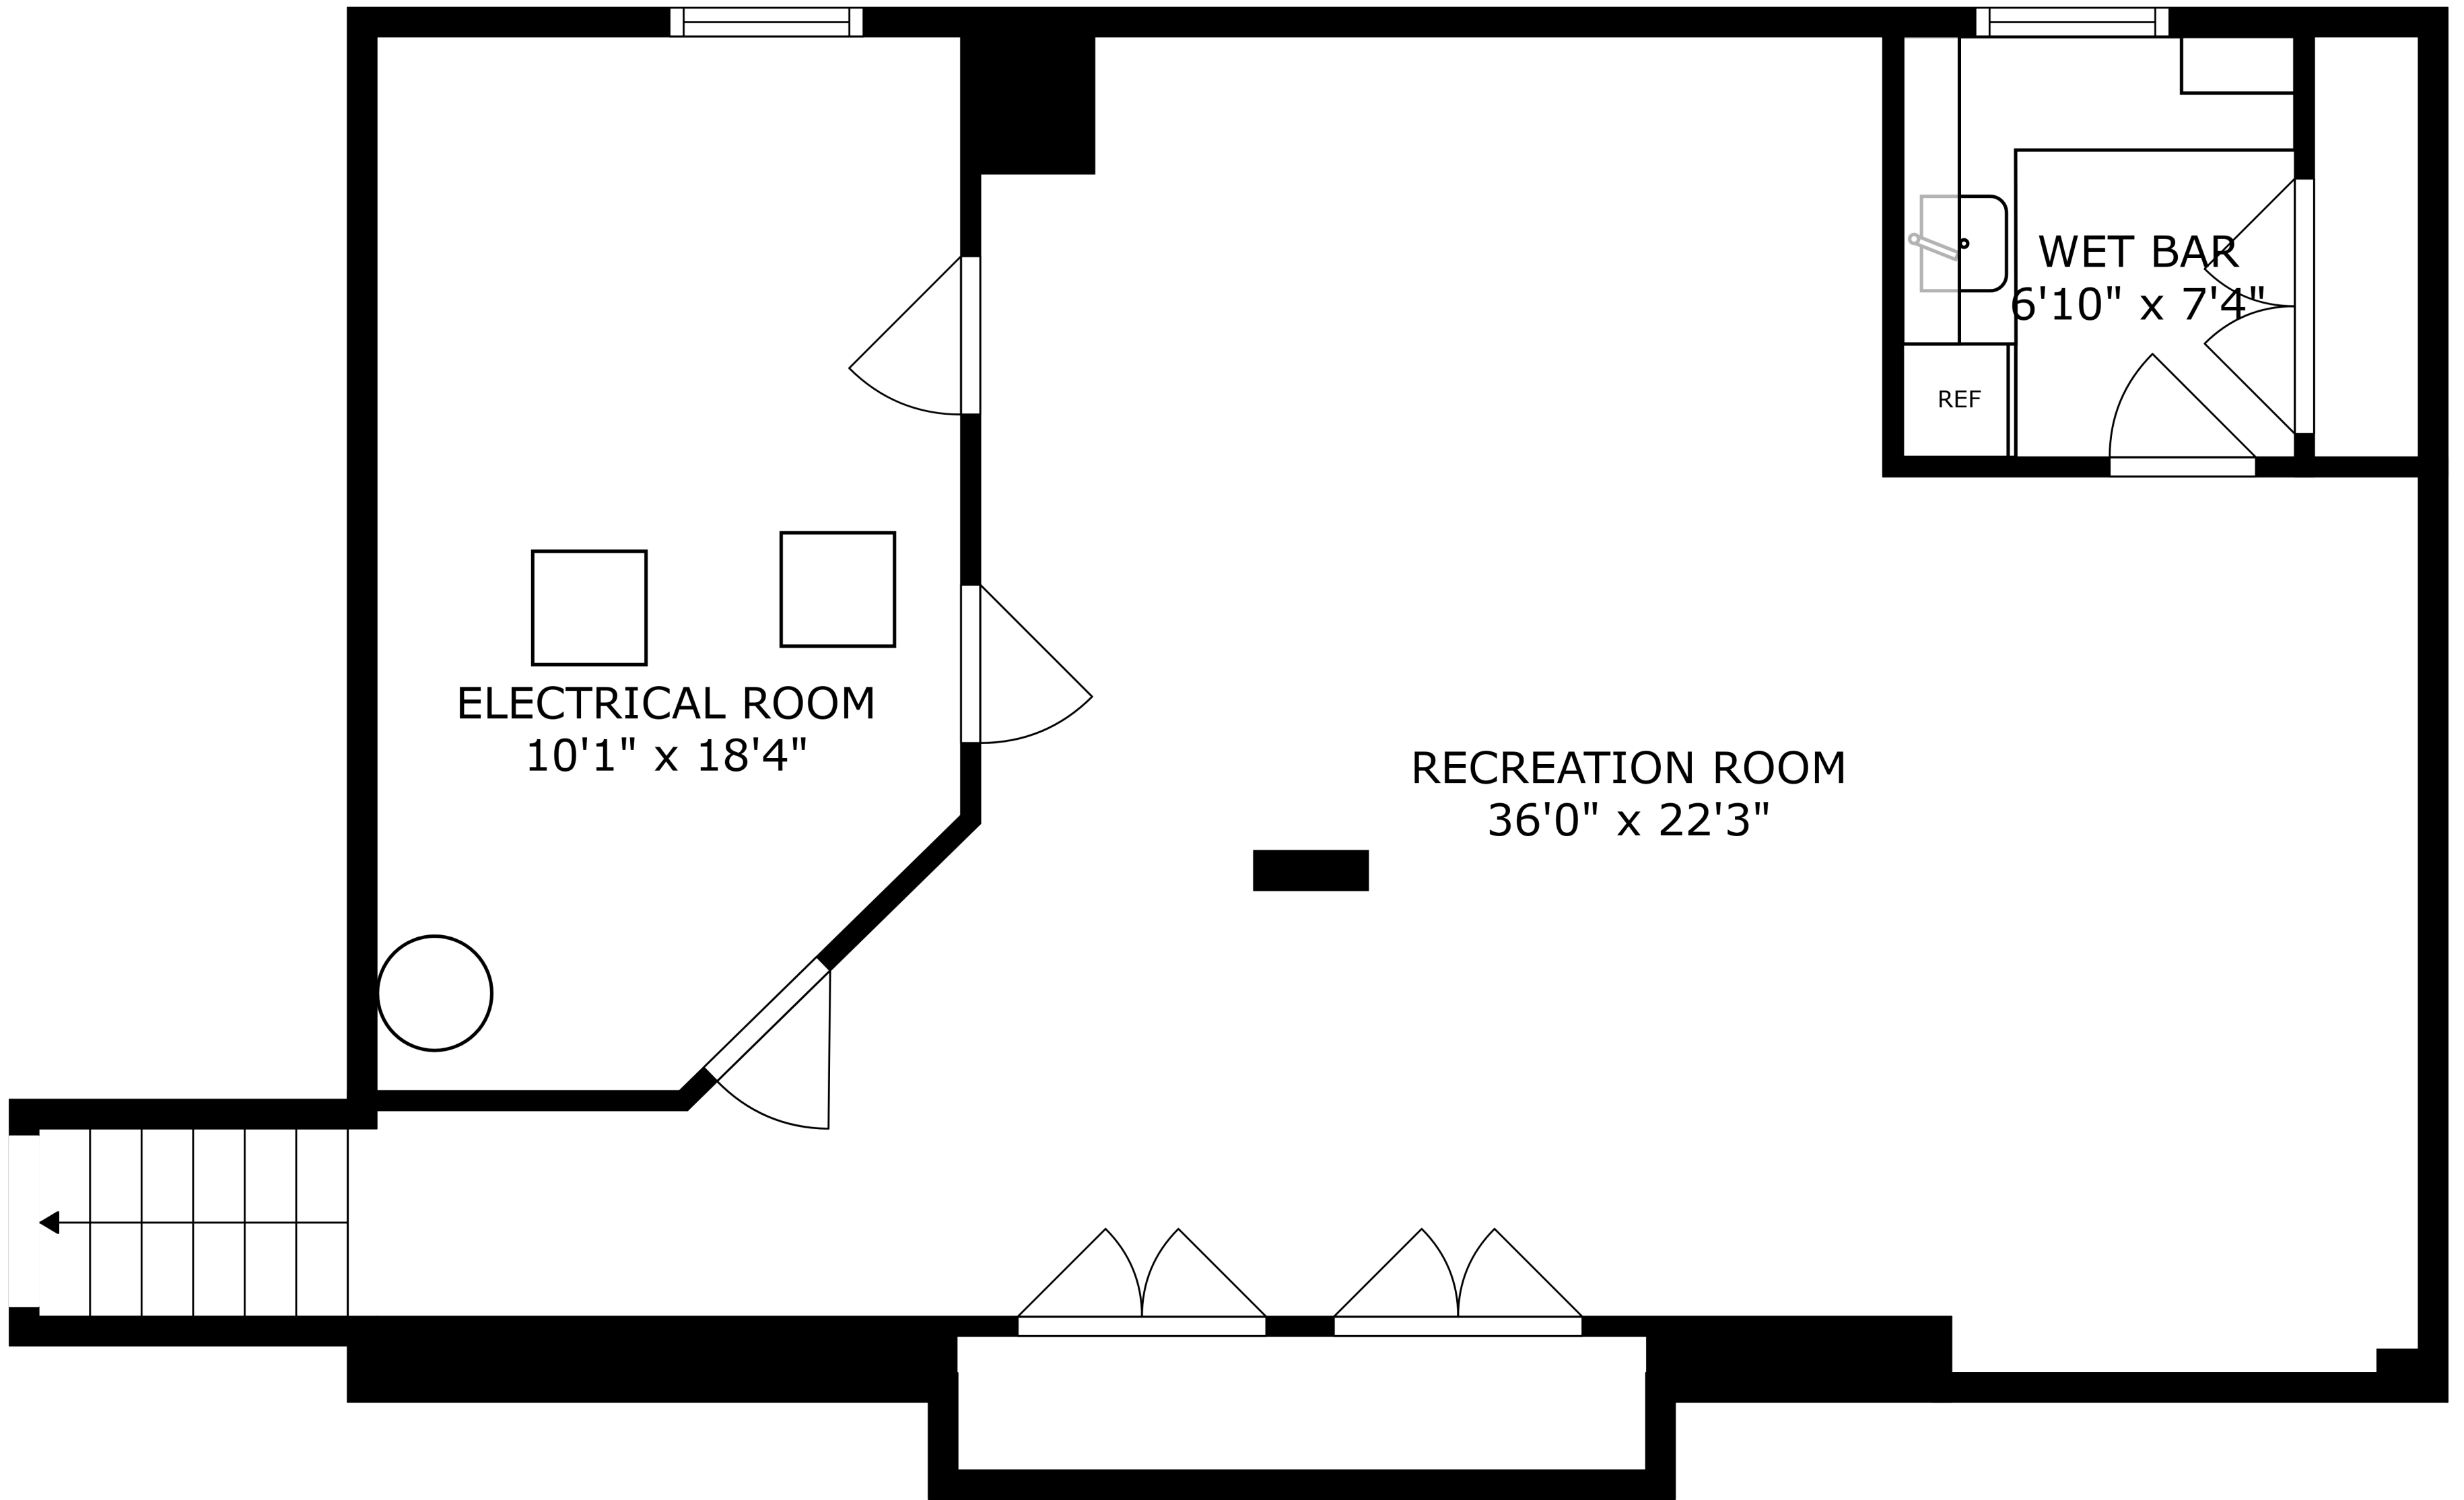 WET BAR
6'10" x 7'4"
REF
ELECTRICAL ROOM
10'1" x 18'4"
RECREATION ROOM
36'0" x 22'3"